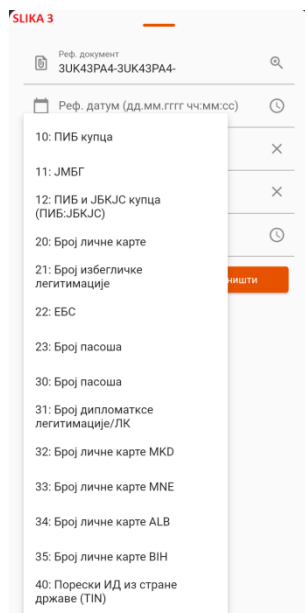 SLIKA 3
Реф. документ
3UK43PA4-3UK43PA4-
Реф. датум (дд.мм.гггг чч:мм:сс)
10: ПИБ купца
11: ЈМБГ
12: ПИБ и ЈБКЈС купца
(ПИБ:ЈБКЈС)
20: Број личне карте
21: Број избегличке
легитимације
ништи
22: ЕБС
23: Број пасоша
30: Број пасоша
31: Број дипломатксе
легитимације/ЛК
32: Број личне карте MKD
33: Број личне карте MNE
34: Број личне карте ALB
35: Број личне карте BIH
40: Порески ИД из стране
државе (TIN)